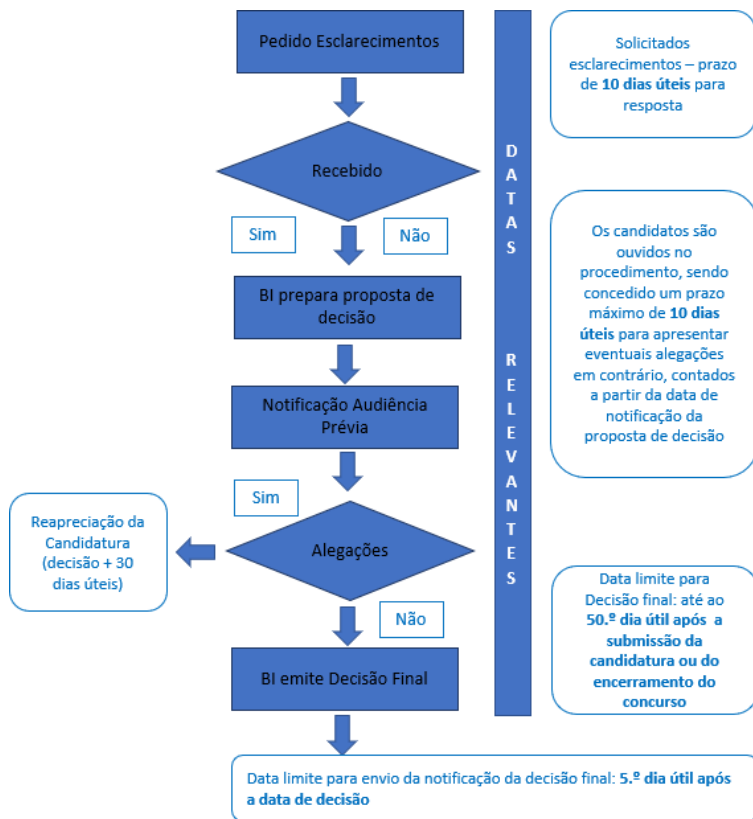 Pedido Esclarecimentos
Solicitados
esclarecimentos – prazo
de 10 dias úteis para
resposta
Recebido
Sim
Não
DATAS RELEVANTES
Os candidatos são
ouvidos no
procedimento, sendo
concedido um prazo
máximo de 10 dias
úteis para apresentar
eventuais alegações
em contrário, contados
a partir da data de
notificação da
proposta de decisão
BI prepara proposta de
decisão
Notificação Audiência
Prévia
Sim
Reapreciação da
Candidatura
(decisão + 30
dias úteis)
Alegações
Não
Data limite para
Decisão final: até ao
50.º dia útil após a
submissão da
candidatura ou do
encerramento do
concurso
BI emite Decisão Final
Data limite para envio da notificação da decisão final: 5.º dia útil após
a data de decisão